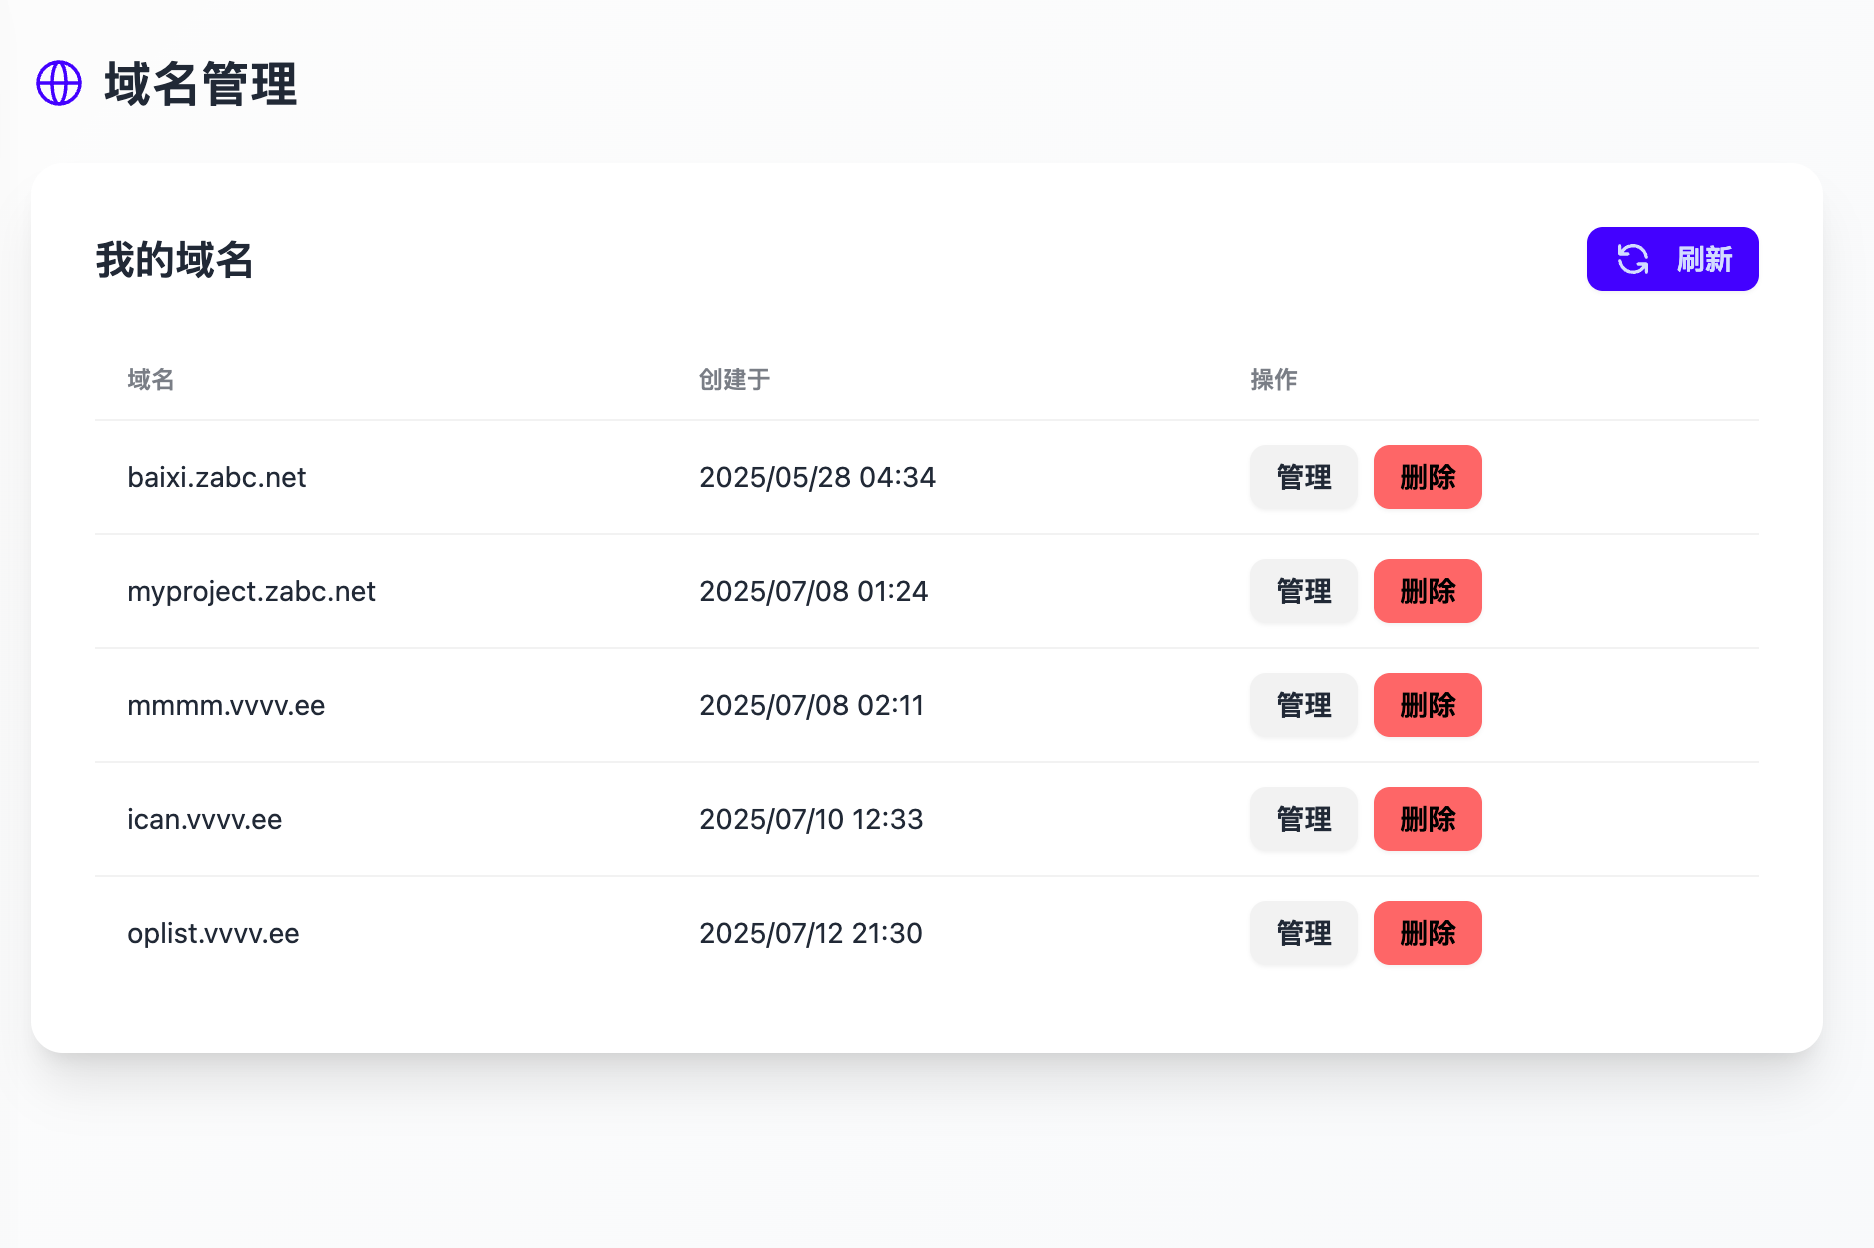 域名管理
我的域名
刷新
域名 创建于 操作
baixi.zabc.net 2025/05/28 04:34 管理 删除
myproject.zabc.net 2025/07/08 01:24 管理 删除
mmmm.vvvv.ee 2025/07/08 02:11 管理 删除
ican.vvvv.ee 2025/07/10 12:33 管理 删除
oplist.vvvv.ee 2025/07/12 21:30 管理 删除